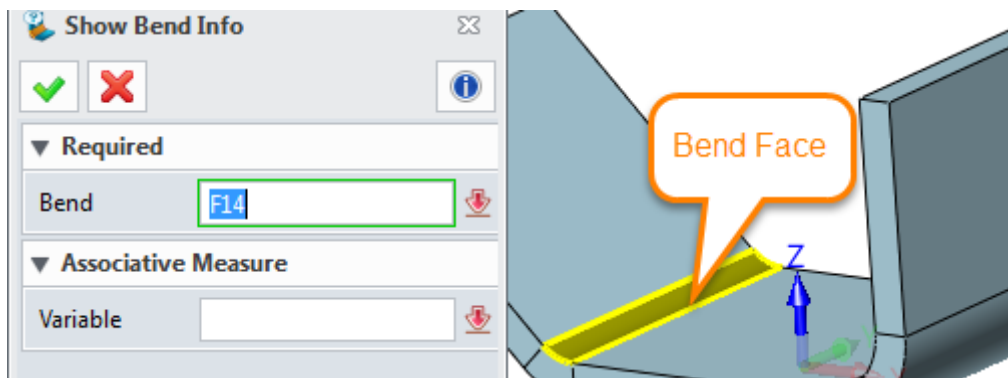 Show Bend Info
Required
Bend F14
Associative Measure
Variable
Bend Face
Z